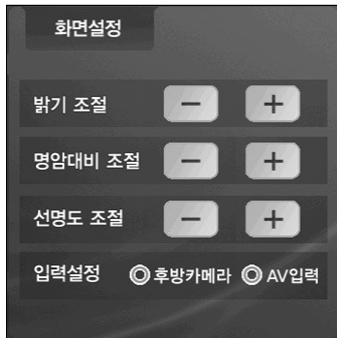 화면설정
밝기 조절 − +
명암대비 조절 − +
선명도 조절 − +
입력설정 ◎ 후방카메라 ◎ AV입력